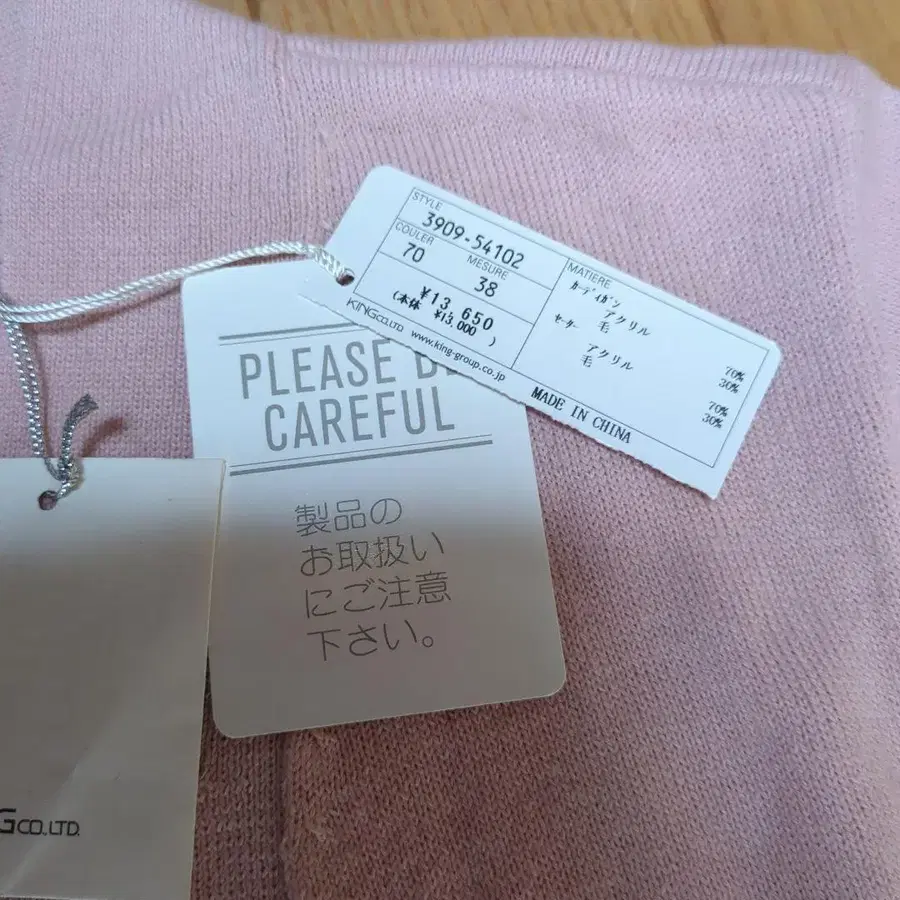 STYLE
3909-54102
COULER
70
MESURE
38
¥13,650
(本体 ¥13,000 )
MATIERE
カーディガン
アクリル 70%
毛 30%
セーター
アクリル 70%
毛 30%
KING CO.,LTD www.king-group.co.jp
MADE IN CHINA
PLEASE B
CAREFUL
製品の
お取扱い
にご注意
下さい。
G CO.,LTD.